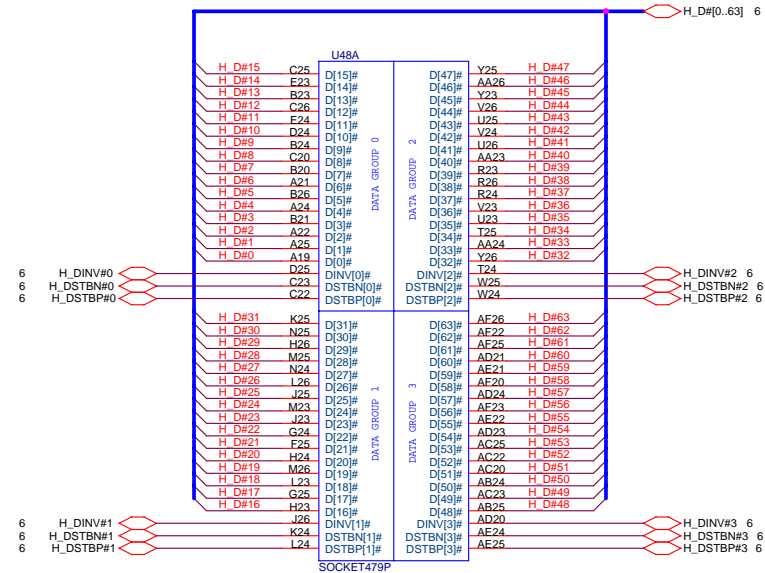 H_D#[0..63] 6
U48A
H_D#15 C25 D[15]# D[47]# Y25 H_D#47
H_D#14 E23 D[14]# D[46]# AA26 H_D#46
H_D#13 B23 D[13]# D[45]# Y23 H_D#45
H_D#12 C26 D[12]# D[44]# V26 H_D#44
H_D#11 E24 D[11]# D[43]# U25 H_D#43
H_D#10 D24 D[10]# D[42]# V24 H_D#42
H_D#9 B24 D[9]# D[41]# U26 H_D#41
H_D#8 C20 D[8]# D[40]# AA23 H_D#40
H_D#7 B20 D[7]# D[39]# R23 H_D#39
H_D#6 A21 D[6]# D[38]# R26 H_D#38
H_D#5 B26 D[5]# D[37]# R24 H_D#37
H_D#4 A24 D[4]# D[36]# V23 H_D#36
H_D#3 B21 D[3]# D[35]# U23 H_D#35
H_D#2 A22 D[2]# D[34]# T25 H_D#34
H_D#1 A25 D[1]# D[33]# AA24 H_D#33
H_D#0 A19 D[0]# D[32]# Y26 H_D#32
DATA GROUP 0
DATA GROUP 2
6 H_DINV#0 D25 DINV[0]# DINV[2]# T24 H_DINV#2 6
6 H_DSTBN#0 C23 DSTBN[0]# DSTBN[2]# W25 H_DSTBN#2 6
6 H_DSTBP#0 C22 DSTBP[0]# DSTBP[2]# W24 H_DSTBP#2 6
H_D#31 K25 D[31]# D[63]# AF26 H_D#63
H_D#30 N25 D[30]# D[62]# AF22 H_D#62
H_D#29 H26 D[29]# D[61]# AF25 H_D#61
H_D#28 M25 D[28]# D[60]# AD21 H_D#60
H_D#27 N24 D[27]# D[59]# AE21 H_D#59
H_D#26 L26 D[26]# D[58]# AF20 H_D#58
H_D#25 J25 D[25]# D[57]# AD24 H_D#57
H_D#24 M23 D[24]# D[56]# AF23 H_D#56
H_D#23 J23 D[23]# D[55]# AE22 H_D#55
H_D#22 G24 D[22]# D[54]# AD23 H_D#54
H_D#21 F25 D[21]# D[53]# AC25 H_D#53
H_D#20 H24 D[20]# D[52]# AC22 H_D#52
H_D#19 M26 D[19]# D[51]# AC20 H_D#51
H_D#18 L23 D[18]# D[50]# AB24 H_D#50
H_D#17 G25 D[17]# D[49]# AC23 H_D#49
H_D#16 H23 D[16]# D[48]# AB25 H_D#48
DATA GROUP 1
DATA GROUP 3
6 H_DINV#1 J26 DINV[1]# DINV[3]# AD20 H_DINV#3 6
6 H_DSTBN#1 K24 DSTBN[1]# DSTBN[3]# AE24 H_DSTBN#3 6
6 H_DSTBP#1 L24 DSTBP[1]# DSTBP[3]# AE25 H_DSTBP#3 6
SOCKET479P